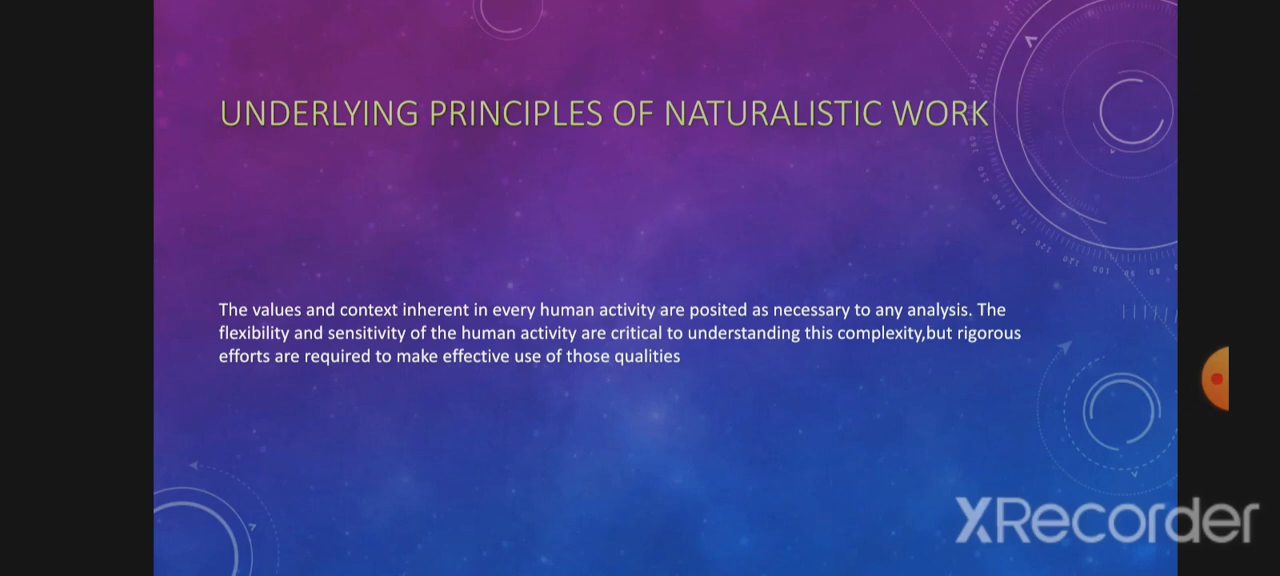 UNDERLYING PRINCIPLES OF NATURALISTIC WORK
The values and context inherent in every human activity are posited as necessary to any analysis. The
flexibility and sensitivity of the human activity are critical to understanding this complexity,but rigorous
efforts are required to make effective use of those qualities
XRecorder